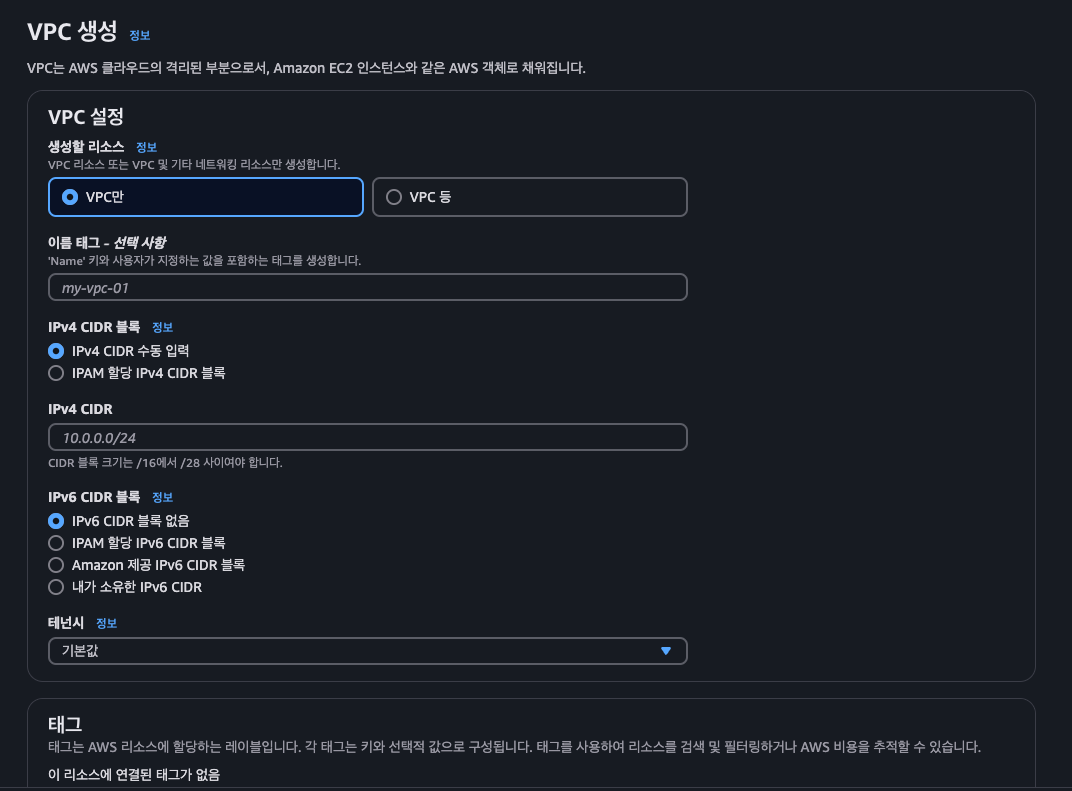 VPC 생성 정보
VPC는 AWS 클라우드의 격리된 부분으로서, Amazon EC2 인스턴스와 같은 AWS 객체로 채워집니다.
VPC 설정
생성할 리소스 정보
VPC 리소스 또는 VPC 및 기타 네트워킹 리소스만 생성합니다.
VPC만 VPC 등
이름 태그 - 선택 사항
'Name' 키와 사용자가 지정하는 값을 포함하는 태그를 생성합니다.
my-vpc-01
IPv4 CIDR 블록 정보
IPv4 CIDR 수동 입력
IPAM 할당 IPv4 CIDR 블록
IPv4 CIDR
10.0.0.0/24
CIDR 블록 크기는 /16에서 /28 사이여야 합니다.
IPv6 CIDR 블록 정보
IPv6 CIDR 블록 없음
IPAM 할당 IPv6 CIDR 블록
Amazon 제공 IPv6 CIDR 블록
내가 소유한 IPv6 CIDR
테넌시 정보
기본값
태그
태그는 AWS 리소스에 할당하는 레이블입니다. 각 태그는 키와 선택적 값으로 구성됩니다. 태그를 사용하여 리소스를 검색 및 필터링하거나 AWS 비용을 추적할 수 있습니다.
이 리소스에 연결된 태그가 없음